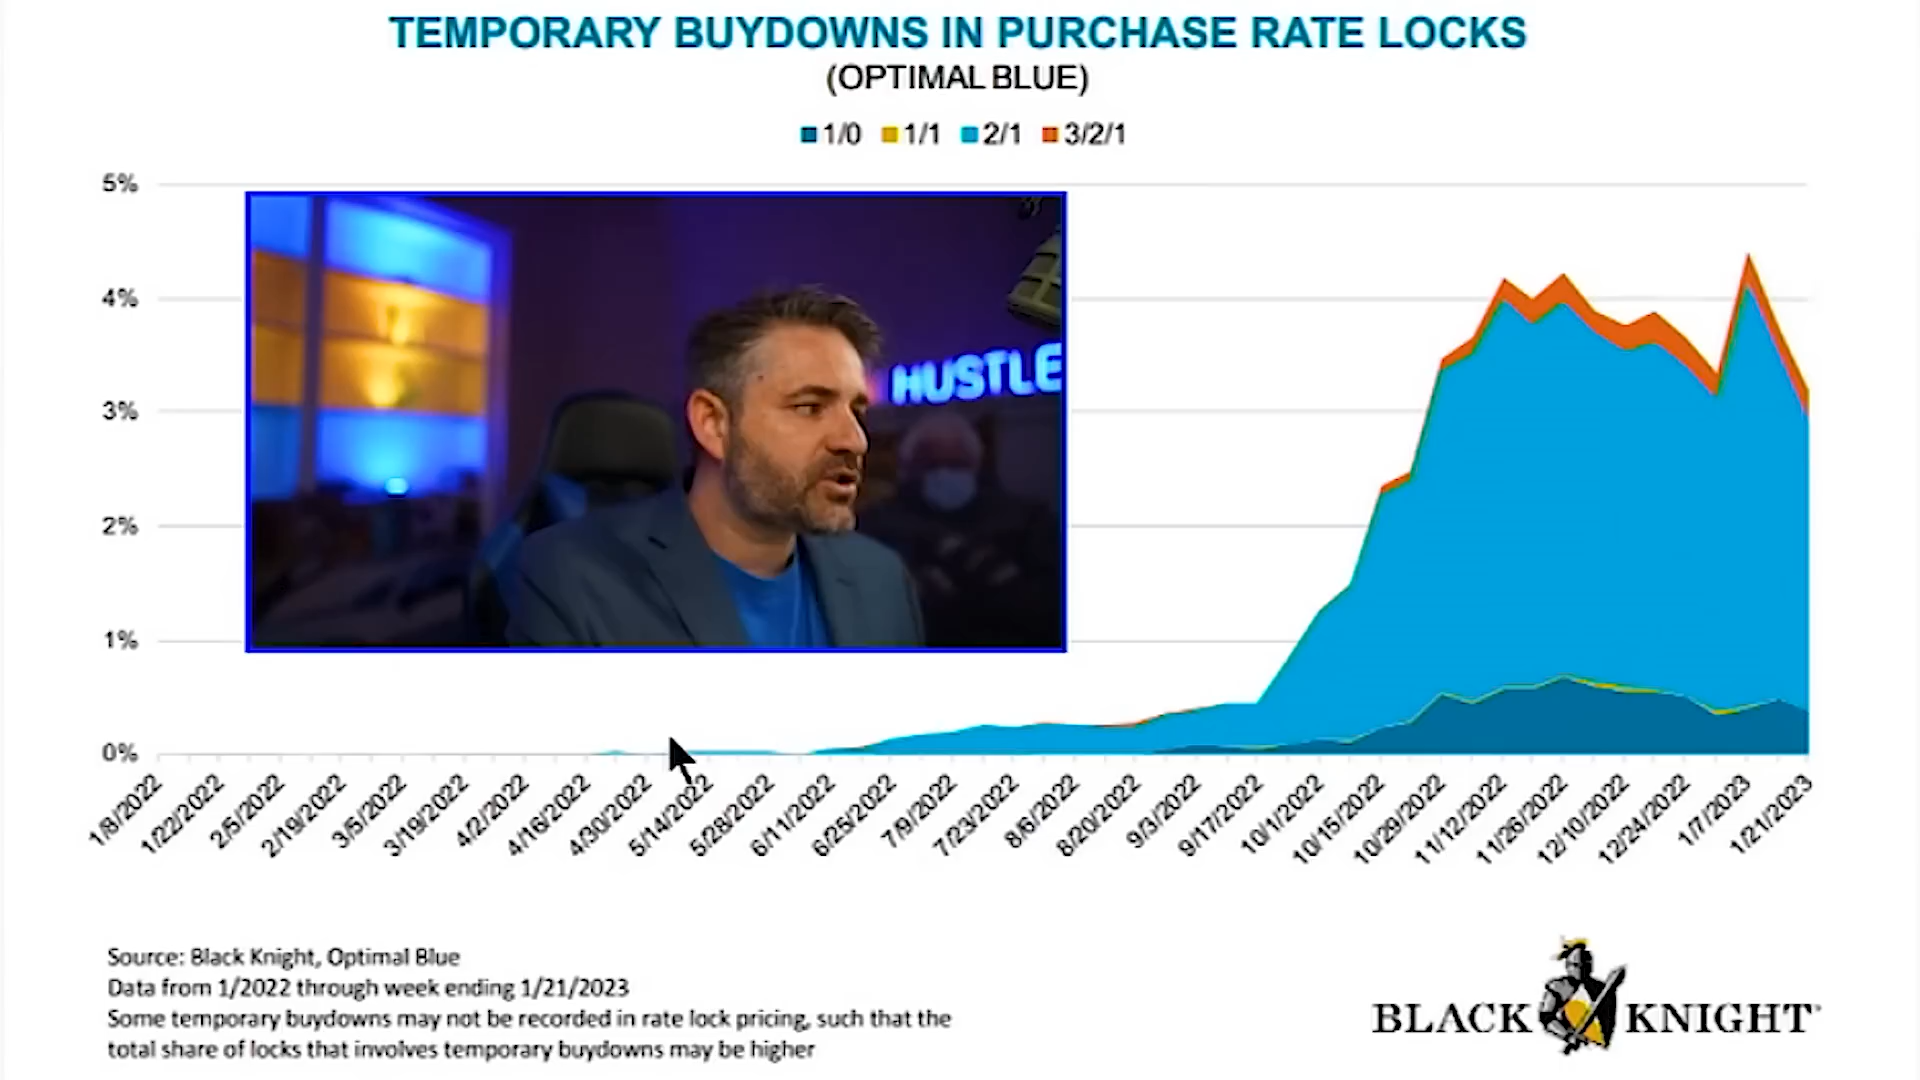 TEMPORARY BUYDOWNS IN PURCHASE RATE LOCKS
(OPTIMAL BLUE)
1/0 1/1 2/1 3/2/1
5%
4%
3%
2%
1%
0%
HUSTLE
1/8/2022 1/22/2022 2/5/2022 2/19/2022 3/5/2022 3/19/2022 4/2/2022 4/16/2022 4/30/2022 5/14/2022 5/28/2022 6/11/2022 6/25/2022 7/9/2022 7/23/2022 8/6/2022 8/20/2022 9/3/2022 9/17/2022 10/1/2022 10/15/2022 10/29/2022 11/12/2022 11/26/2022 12/10/2022 12/24/2022 1/7/2023 1/21/2023
Source: Black Knight, Optimal Blue
Data from 1/2022 through week ending 1/21/2023
Some temporary buydowns may not be recorded in rate lock pricing, such that the
total share of locks that involves temporary buydowns may be higher
BLACK KNIGHT